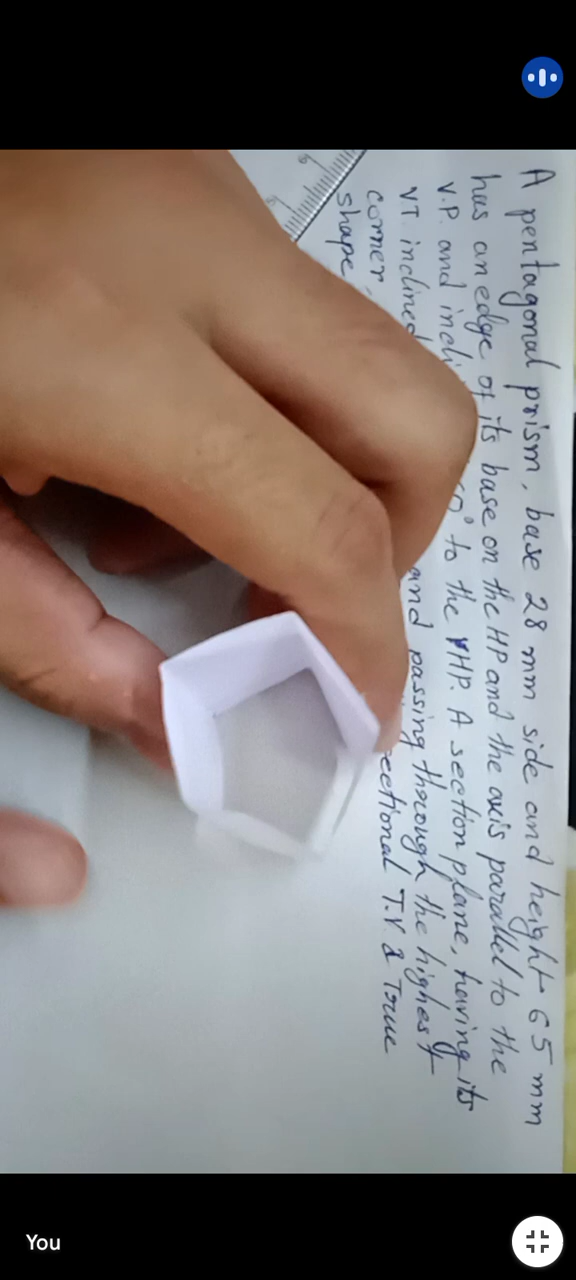 A pentagonal prism, base 28 mm side and height 65 mm
has an edge of its base on the HP and the axis parallel to the
V.P. and incli 60° to the HP. A section plane, having its
VT inclined and passing through the highest
corner, sectional T.V. & True
shape
You